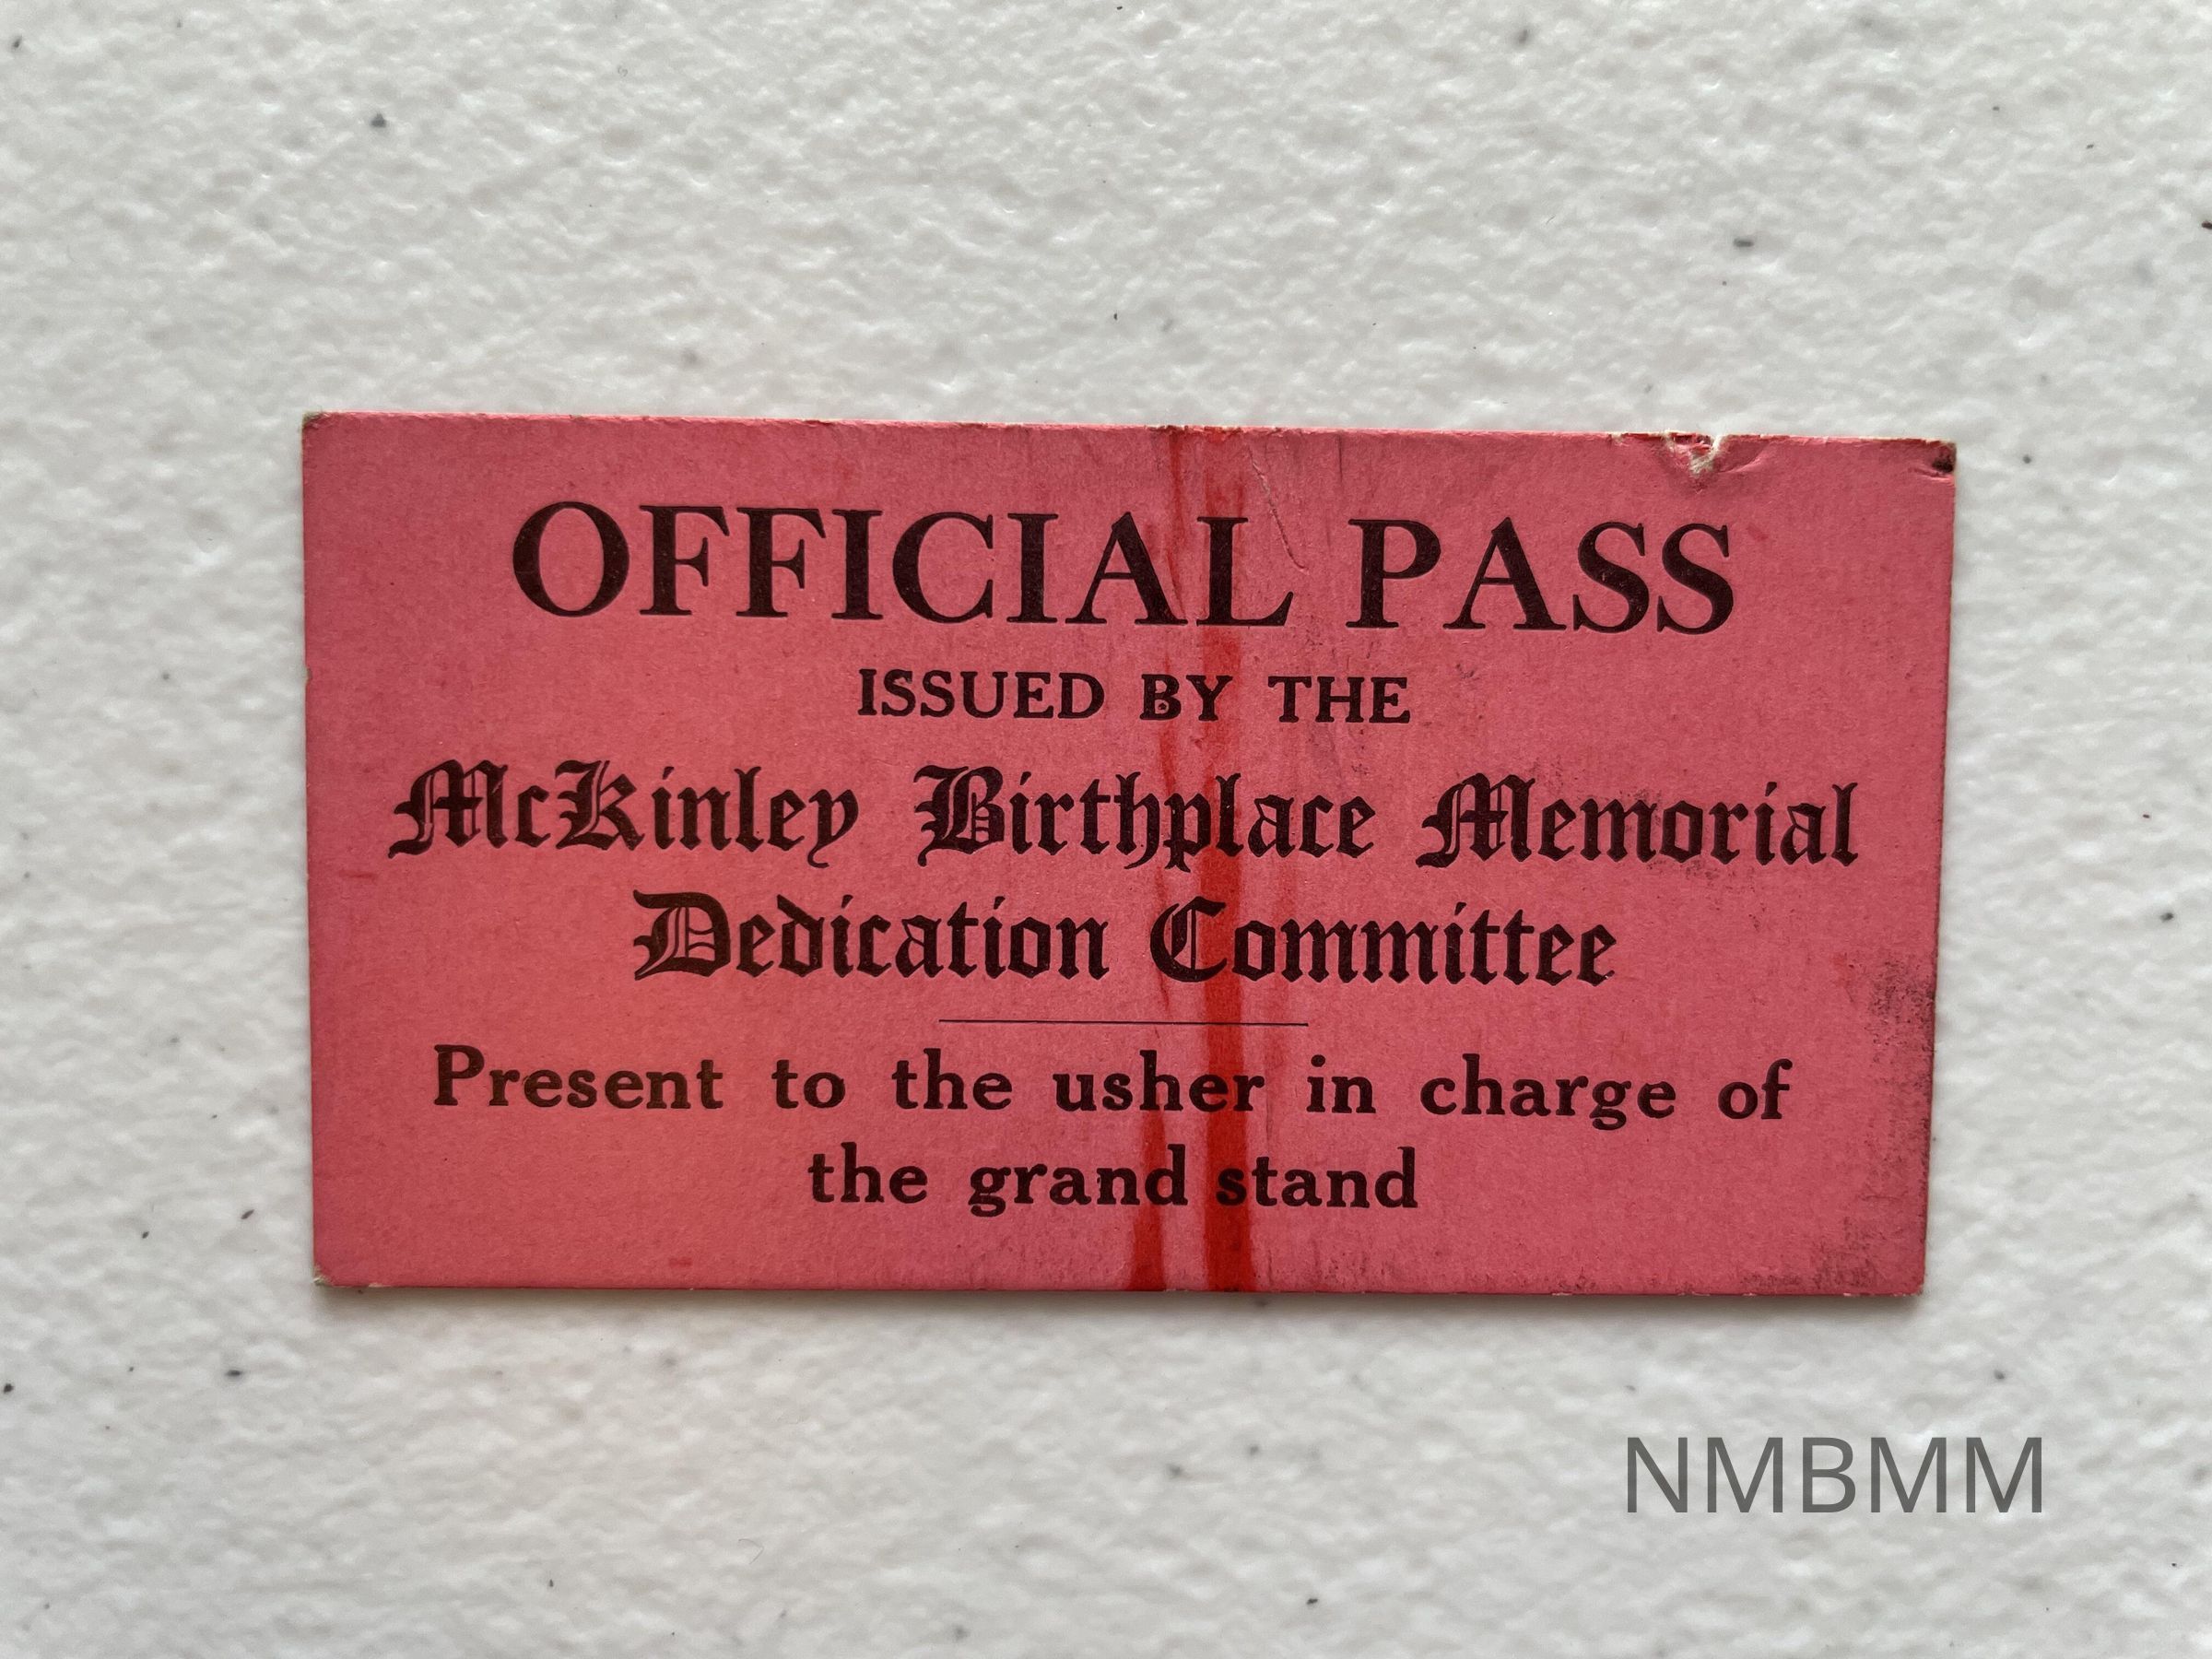 OFFICIAL PASS
ISSUED BY THE
McKinley Birthplace Memorial
Dedication Committee
Present to the usher in charge of
the grand stand
NMBMM